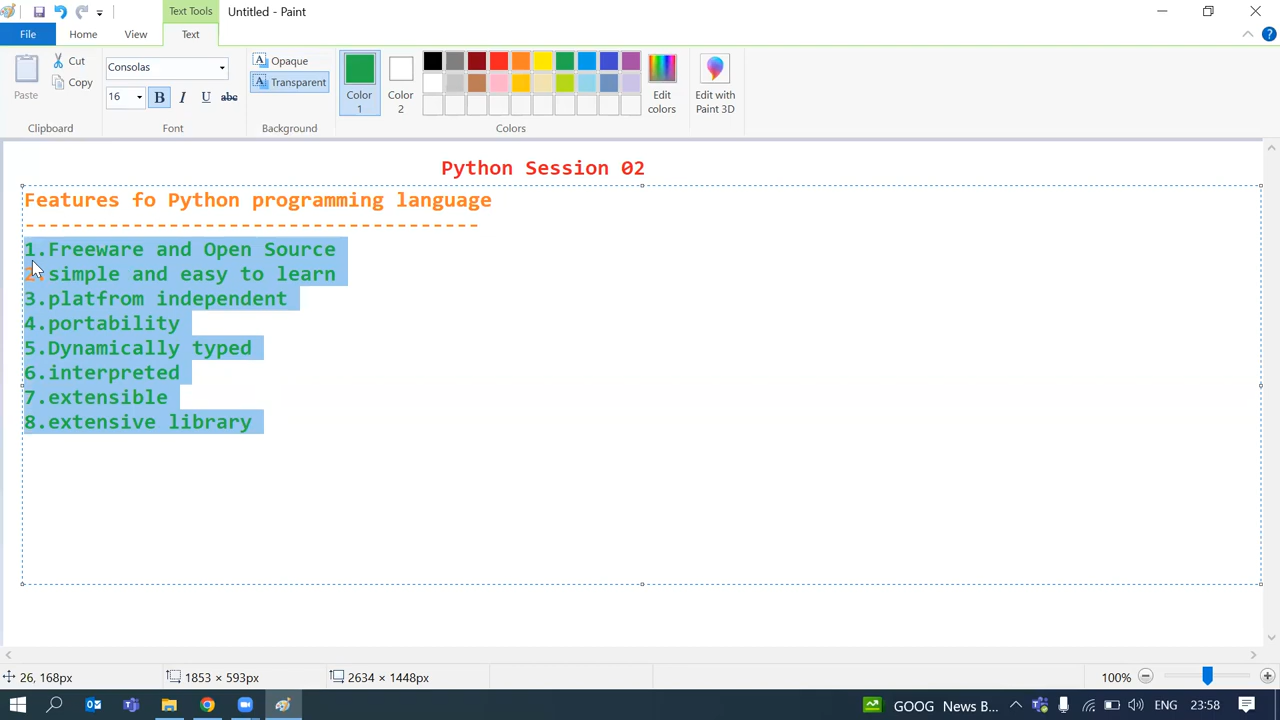 Text Tools
Untitled - Paint
File
Home
View
Text
Paste
Cut
Copy
Clipboard
Consolas
16
B
I
U
abc
Font
A Opaque
A Transparent
Background
Color 1
Color 2
Edit colors
Colors
Edit with Paint 3D
Python Session 02
Features fo Python programming language
--------------------------------------
1.Freeware and Open Source
2.simple and easy to learn
3.platfrom independent
4.portability
5.Dynamically typed
6.interpreted
7.extensible
8.extensive library
26, 168px
1853 × 593px
2634 × 1448px
100%
GOOG News B...
ENG
23:58